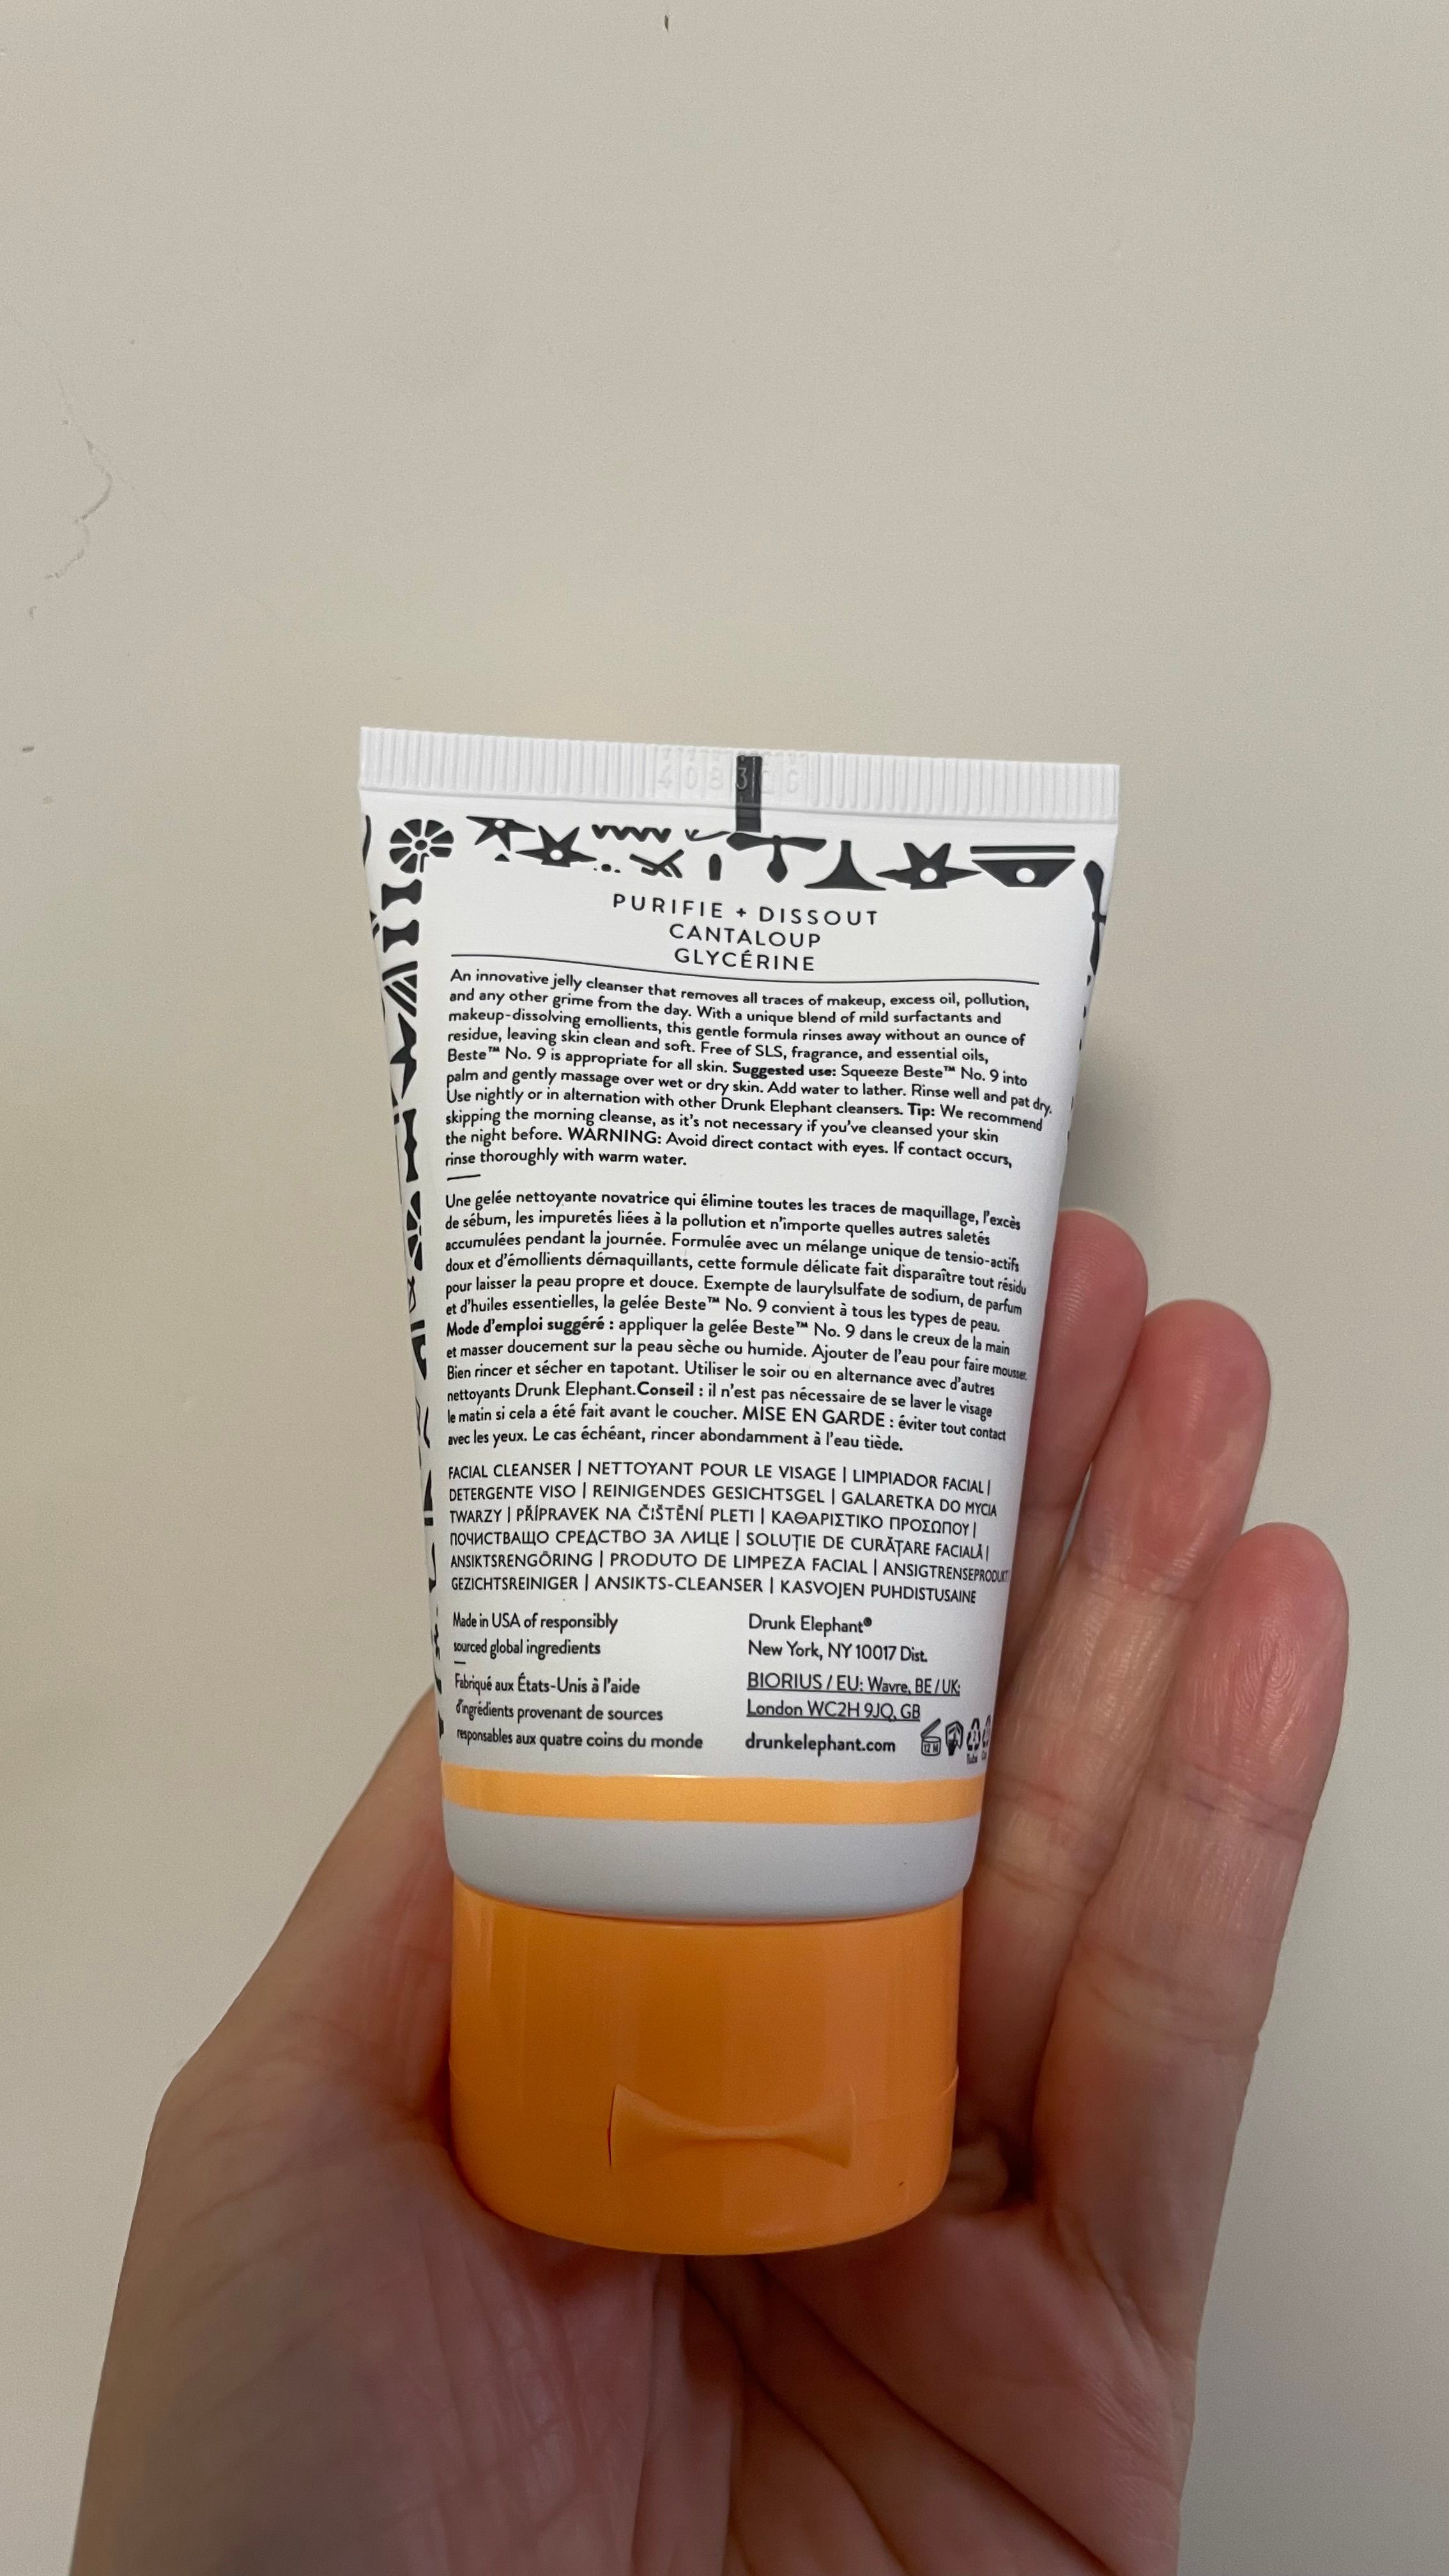 PURIFIE + DISSOUT
CANTALOUP
GLYCÉRINE
An innovative jelly cleanser that removes all traces of makeup, excess oil, pollution,
and any other grime from the day. With a unique blend of mild surfactants and
makeup-dissolving emollients, this gentle formula rinses away without an ounce of
residue, leaving skin clean and soft. Free of SLS, fragrance, and essential oils,
Beste™ No. 9 is appropriate for all skin. Suggested use: Squeeze Beste™ No. 9 into
palm and gently massage over wet or dry skin. Add water to lather. Rinse well and pat dry.
Use nightly or in alternation with other Drunk Elephant cleansers. Tip: We recommend
skipping the morning cleanse, as it's not necessary if you've cleansed your skin
the night before. WARNING: Avoid direct contact with eyes. If contact occurs,
rinse thoroughly with warm water.
Une gelée nettoyante novatrice qui élimine toutes les traces de maquillage, l'excès
de sébum, les impuretés liées à la pollution et n'importe quelles autres saletés
accumulées pendant la journée. Formulée avec un mélange unique de tensio-actifs
doux et d'émollients démaquillants, cette formule délicate fait disparaître tout résidu
pour laisser la peau propre et douce. Exempte de laurylsulfate de sodium, de parfum
et d'huiles essentielles, la gelée Beste™ No. 9 convient à tous les types de peau.
Mode d'emploi suggéré : appliquer la gelée Beste™ No. 9 dans le creux de la main
et masser doucement sur la peau sèche ou humide. Ajouter de l'eau pour faire mousser.
Bien rincer et sécher en tapotant. Utiliser le soir ou en alternance avec d'autres
nettoyants Drunk Elephant.Conseil : il n'est pas nécessaire de se laver le visage
le matin si cela a été fait avant le coucher. MISE EN GARDE : éviter tout contact
avec les yeux. Le cas échéant, rincer abondamment à l'eau tiède.
FACIAL CLEANSER | NETTOYANT POUR LE VISAGE | LIMPIADOR FACIAL |
DETERGENTE VISO | REINIGENDES GESICHTSGEL | GALARETKA DO MYCIA
TWARZY | PŘÍPRAVEK NA ČIŠTĚNÍ PLETI | ΚΑΘΑΡΙΣΤΙΚΟ ΠΡΟΣΩΠΟΥ |
ПОЧИСТВАЩО СРЕДСТВО ЗА ЛИЦЕ | SOLUȚIE DE CURĂȚARE FACIALĂ |
ANSIKTSRENGÖRING | PRODUTO DE LIMPEZA FACIAL | ANSIGTRENSEPRODUKT
GEZICHTSREINIGER | ANSIKTS-CLEANSER | KASVOJEN PUHDISTUSAINE
Made in USA of responsibly
sourced global ingredients
Fabriqué aux États-Unis à l'aide
d'ingrédients provenant de sources
responsables aux quatre coins du monde
Drunk Elephant®
New York, NY 10017 Dist.
BIORIUS / EU: Wavre, BE / UK:
London WC2H 9JQ, GB
drunkelephant.com
12 M